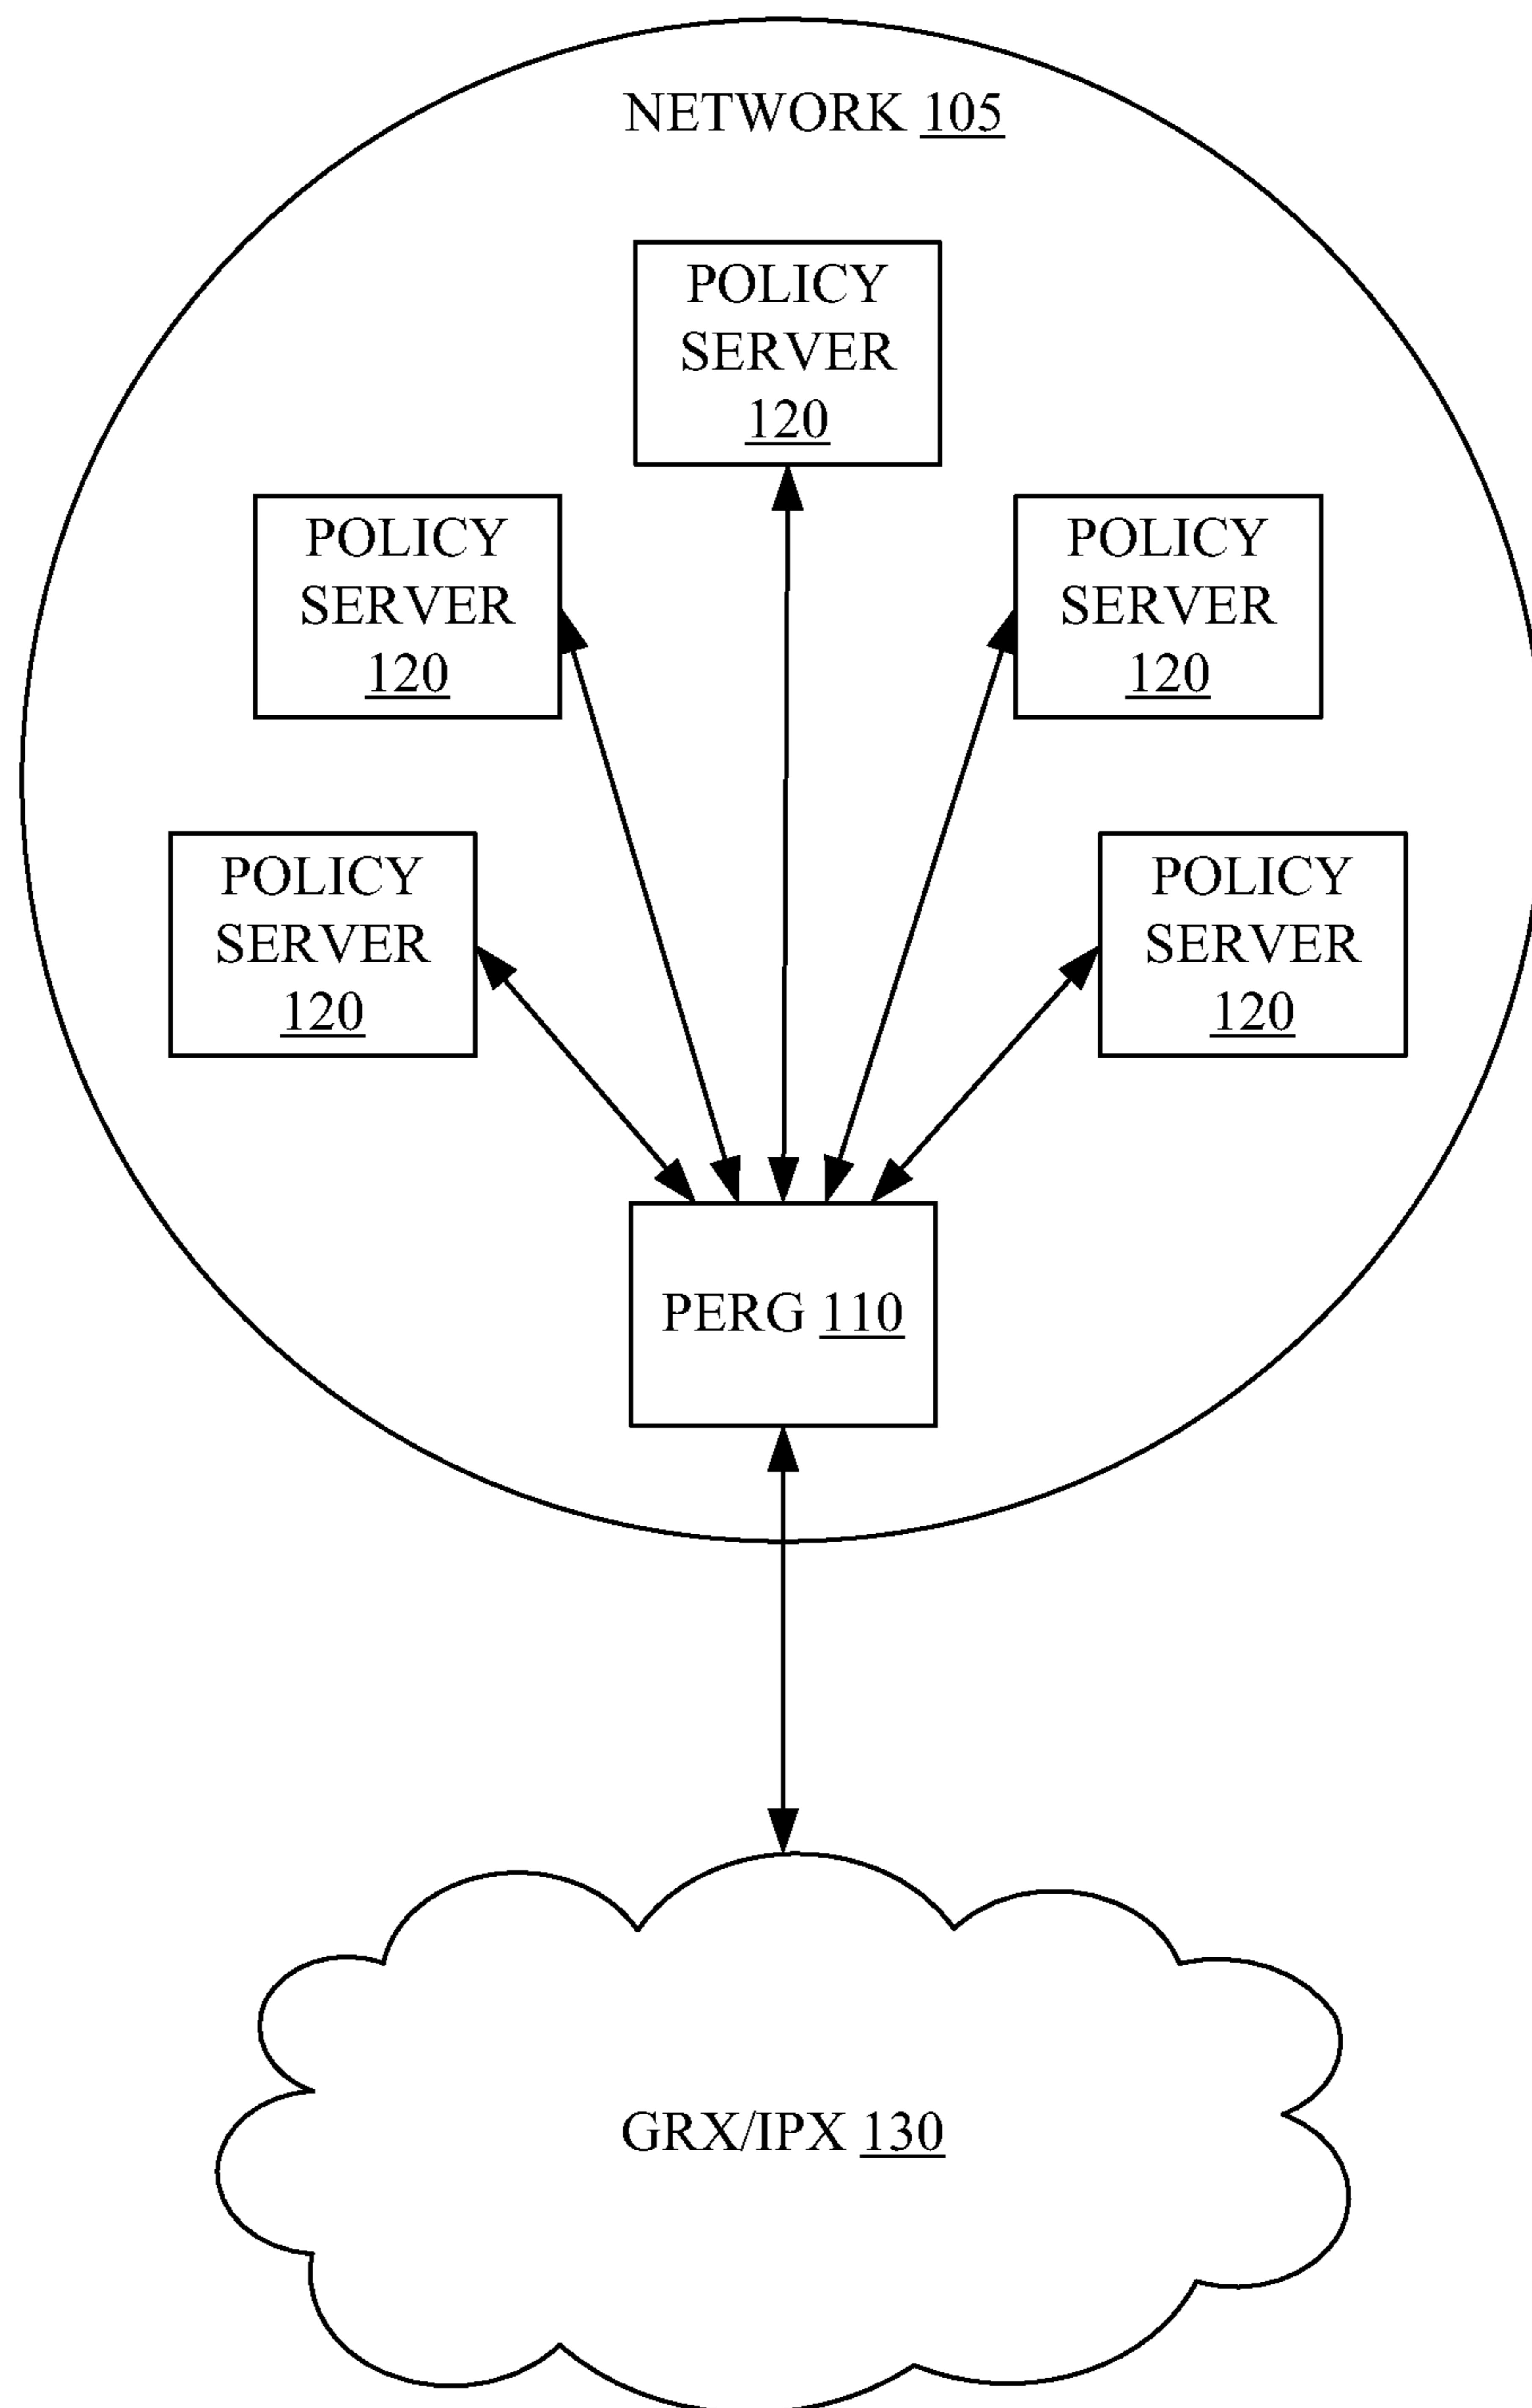 NETWORK 105
POLICY
SERVER
120
POLICY
SERVER
120
POLICY
SERVER
120
POLICY
SERVER
120
POLICY
SERVER
120
PERG 110
GRX/IPX 130